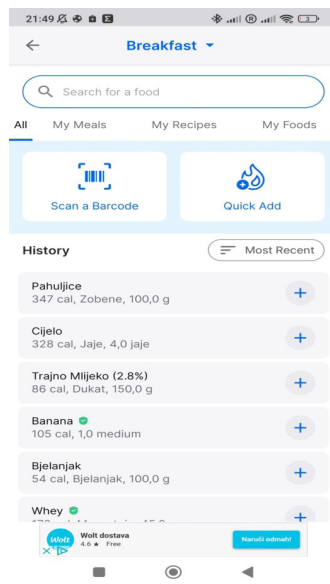 21:49
Breakfast
Search for a food
All My Meals My Recipes My Foods
Scan a Barcode Quick Add
History Most Recent
Pahuljice
347 cal, Zobene, 100,0 g
Cijelo
328 cal, Jaje, 4,0 jaje
Trajno Mlijeko (2.8%)
86 cal, Dukat, 150,0 g
Banana
105 cal, 1,0 medium
Bjelanjak
54 cal, Bjelanjak, 100,0 g
Whey
Wolt
Wolt dostava
4.6 ★ Free
Naruči odmah!